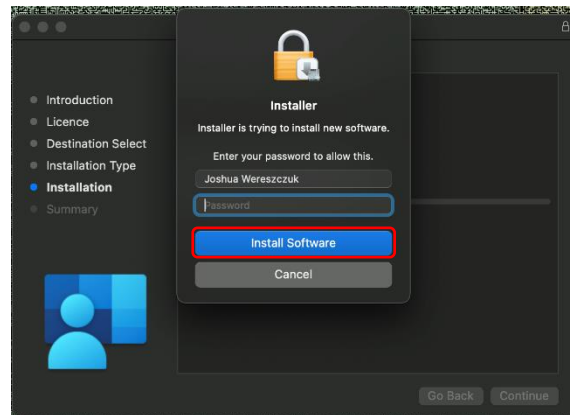 Introduction
Licence
Destination Select
Installation Type
Installation
Summary
Installer
Installer is trying to install new software.
Enter your password to allow this.
Joshua Wereszczuk
Password
Install Software
Cancel
Go Back
Continue